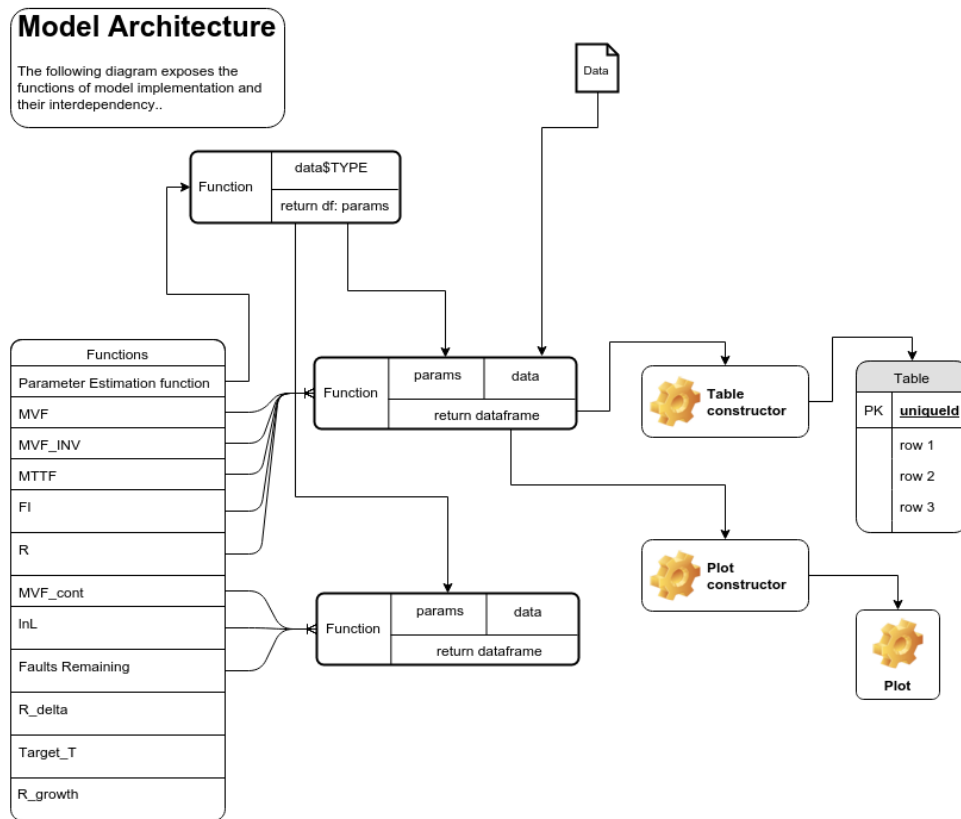 Model Architecture
The following diagram exposes the
functions of model implementation and
their interdependency..
Data
Function
data$TYPE
return df: params
Functions
Parameter Estimation function
MVF
MVF_INV
MTTF
FI
R
MVF_cont
lnL
Faults Remaining
R_delta
Target_T
R_growth
Function
params
data
return dataframe
Function
params
data
return dataframe
Table
constructor
Plot
constructor
Table
PK
uniqueId
row 1
row 2
row 3
Plot